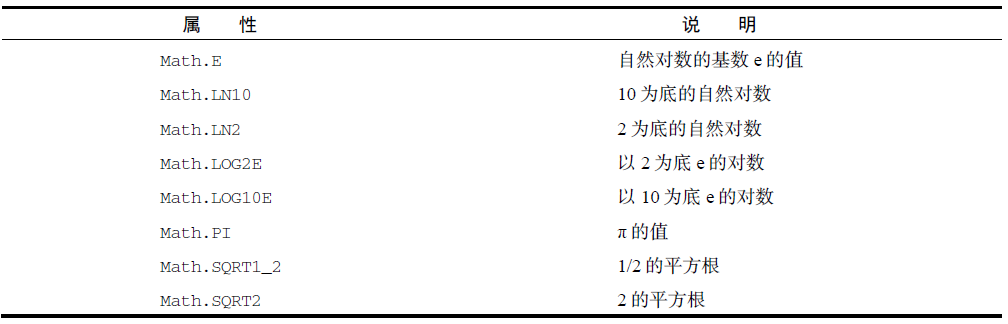 属 性 说 明
Math.E 自然对数的基数 e 的值
Math.LN10 10 为底的自然对数
Math.LN2 2 为底的自然对数
Math.LOG2E 以 2 为底 e 的对数
Math.LOG10E 以 10 为底 e 的对数
Math.PI π 的值
Math.SQRT1_2 1/2 的平方根
Math.SQRT2 2 的平方根